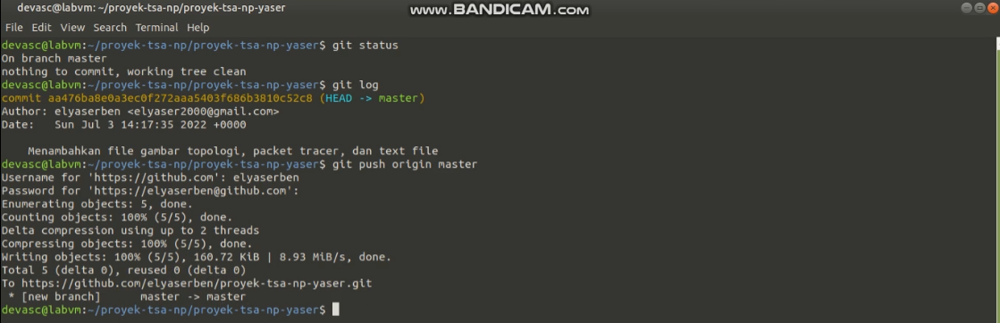 devasc@labvm: ~/proyek-tsa-np/proyek-tsa-np-yaser
www.BANDICAM.com
File Edit View Search Terminal Help
devasc@labvm:~/proyek-tsa-np/proyek-tsa-np-yaser$ git status
On branch master
nothing to commit, working tree clean
devasc@labvm:~/proyek-tsa-np/proyek-tsa-np-yaser$ git log
commit aa476ba8e0a3ec0f272aaa5403f686b3810c52c8 (HEAD -> master)
Author: elyaserben <elyaser2000@gmail.com>
Date:   Sun Jul 3 14:17:35 2022 +0000
    Menambahkan file gambar topologi, packet tracer, dan text file
devasc@labvm:~/proyek-tsa-np/proyek-tsa-np-yaser$ git push origin master
Username for 'https://github.com': elyaserben
Password for 'https://elyaserben@github.com':
Enumerating objects: 5, done.
Counting objects: 100% (5/5), done.
Delta compression using up to 2 threads
Compressing objects: 100% (5/5), done.
Writing objects: 100% (5/5), 160.72 KiB | 8.93 MiB/s, done.
Total 5 (delta 0), reused 0 (delta 0)
To https://github.com/elyaserben/proyek-tsa-np-yaser.git
 * [new branch]      master -> master
devasc@labvm:~/proyek-tsa-np/proyek-tsa-np-yaser$